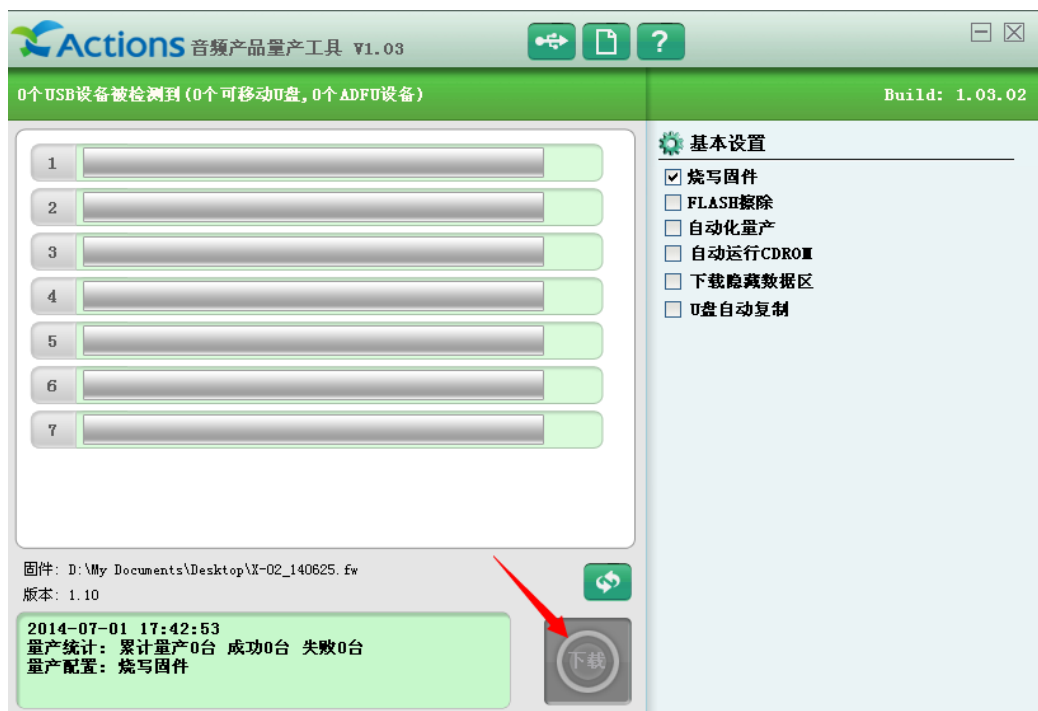 Actions 音频产品量产工具 V1.03
?
0个USB设备被检测到(0个可移动U盘,0个ADFU设备)
Build: 1.03.02
1
2
3
4
5
6
7
基本设置
烧写固件
FLASH擦除
自动化量产
自动运行CDROM
下载隐藏数据区
U盘自动复制
固件: D:\My Documents\Desktop\X-02_140625.fw
版本: 1.10
2014-07-01 17:42:53
量产统计: 累计量产0台 成功0台 失败0台
量产配置: 烧写固件
下载